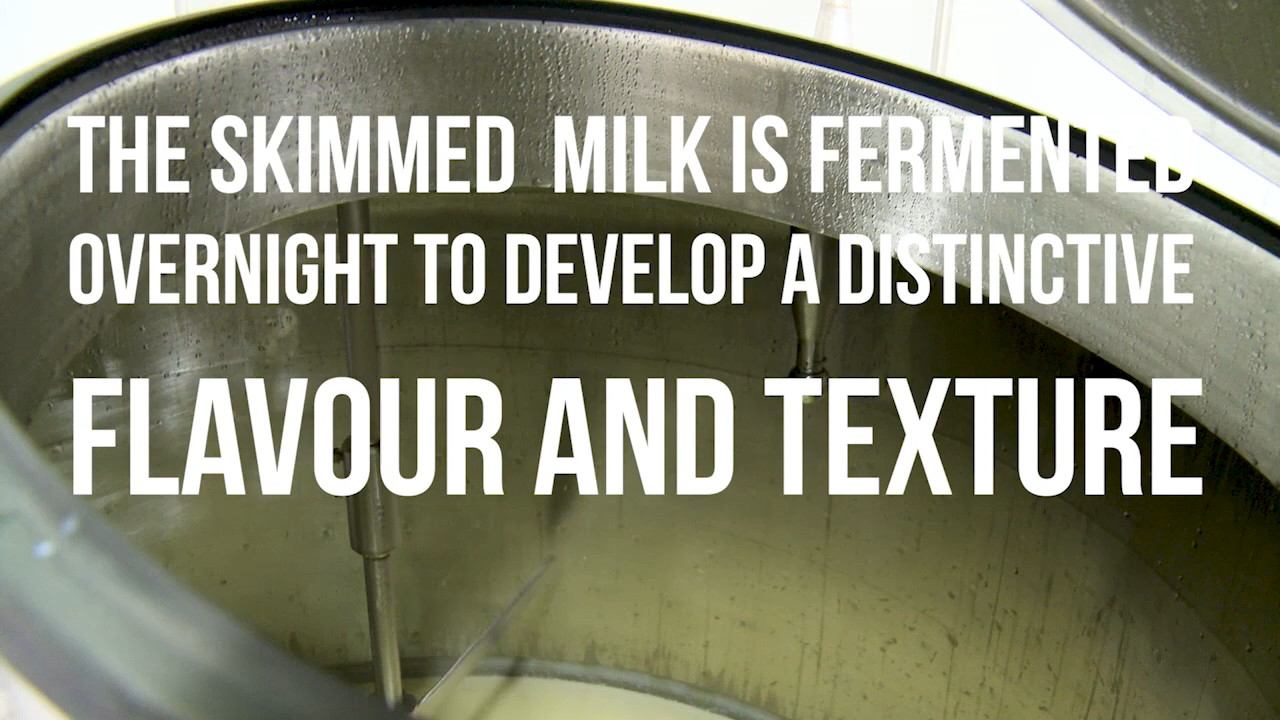 THE SKIMMED MILK IS FERMENTED
OVERNIGHT TO DEVELOP A DISTINCTIVE
FLAVOUR AND TEXTURE